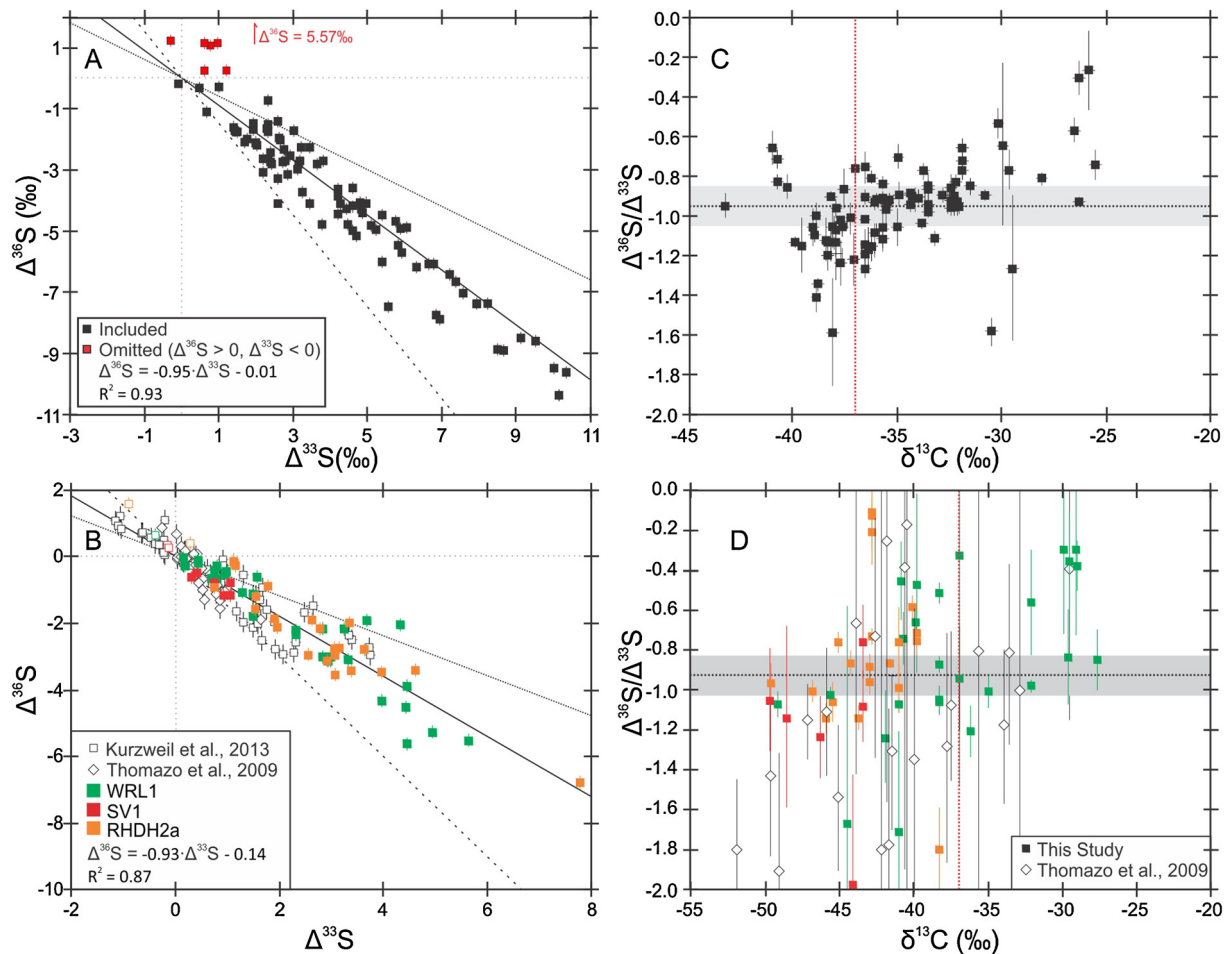 A
Δ³⁶S = 5.57‰
1
-1
-3
-5
-7
-9
-11
Δ³⁶S (‰)
Included
Omitted (Δ³⁶S > 0, Δ³³S < 0)
Δ³⁶S = -0.95·Δ³³S - 0.01
R² = 0.93
-3 -1 1 3 5 7 9 11
Δ³³S(‰)
C
0.0
-0.2
-0.4
-0.6
-0.8
-1.0
-1.2
-1.4
-1.6
-1.8
-2.0
Δ³⁶S/Δ³³S
-45 -40 -35 -30 -25 -20
δ¹³C (‰)
B
2
0
-2
-4
-6
-8
-10
Δ³⁶S
Kurzweil et al., 2013
Thomazo et al., 2009
WRL1
SV1
RHDH2a
Δ³⁶S = -0.93·Δ³³S - 0.14
R² = 0.87
-2 0 2 4 6 8
Δ³³S
D
0.0
-0.2
-0.4
-0.6
-0.8
-1.0
-1.2
-1.4
-1.6
-1.8
-2.0
Δ³⁶S/Δ³³S
This Study
Thomazo et al., 2009
-55 -50 -45 -40 -35 -30 -25 -20
δ¹³C (‰)